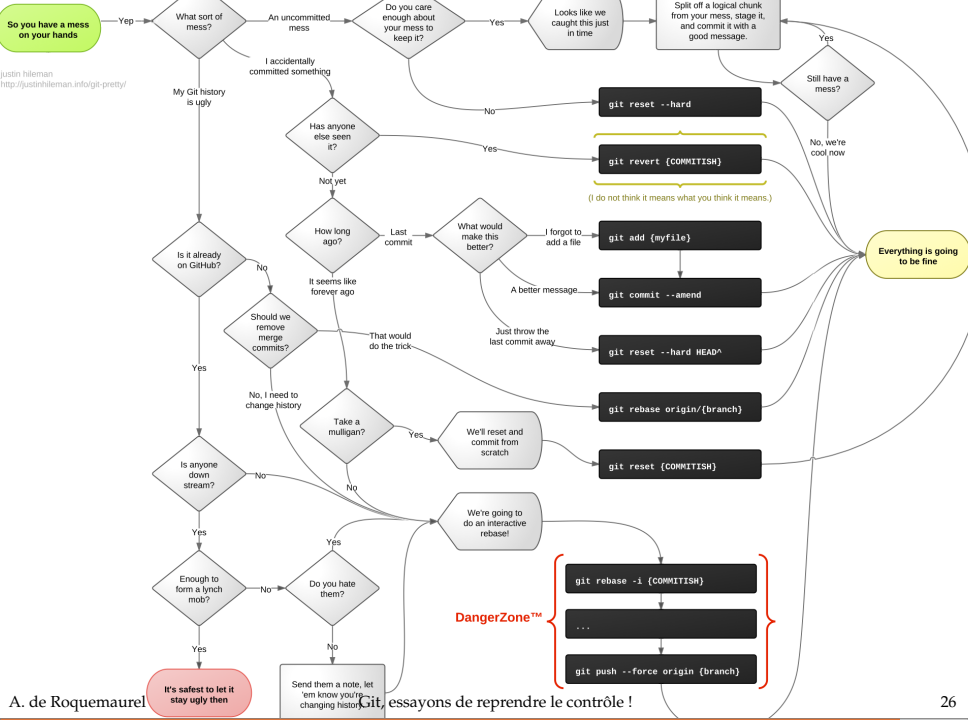 So you have a mess
on your hands
Yep
What sort of
mess?
An uncommitted
mess
Do you care
enough about
your mess to
keep it?
Yes
Looks like we
caught this just
in time
Split off a logical chunk
from your mess, stage it,
and commit it with a
good message.
Yes
Still have a
mess?
No, we're
cool now
justin hileman
http://justinhileman.info/git-pretty/
My Git history
is ugly
I accidentally
committed something
No
git reset --hard
Has anyone
else seen
it?
Yes
git revert {COMMITISH}
(I do not think it means what you think it means.)
Not yet
How long
ago?
Last
commit
What would
make this
better?
I forgot to
add a file
git add {myfile}
Everything is going
to be fine
A better message
git commit --amend
Just throw the
last commit away
git reset --hard HEAD^
It seems like
forever ago
Is it already
on GitHub?
No
Should we
remove
merge
commits?
That would
do the trick
git rebase origin/{branch}
Yes
No, I need to
change history
Take a
mulligan?
Yes
We'll reset and
commit from
scratch
git reset {COMMITISH}
No
Is anyone
down
stream?
No
We're going to
do an interactive
rebase!
Yes
Enough to
form a lynch
mob?
No
Do you hate
them?
Yes
DangerZone™
git rebase -i {COMMITISH}
...
git push --force origin {branch}
Yes
No
It's safest to let it
stay ugly then
Send them a note, let
'em know you're
changing history
A. de Roquemaurel
Git, essayons de reprendre le contrôle !
26